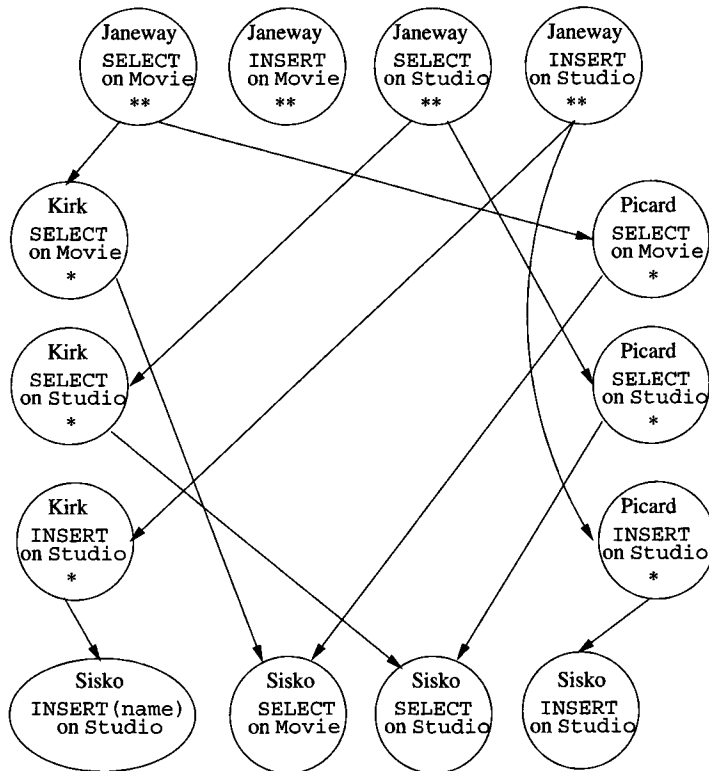 Janeway
SELECT
on Movie
**
Janeway
INSERT
on Movie
**
Janeway
SELECT
on Studio
**
Janeway
INSERT
on Studio
**
Kirk
SELECT
on Movie
*
Picard
SELECT
on Movie
*
Kirk
SELECT
on Studio
*
Picard
SELECT
on Studio
*
Kirk
INSERT
on Studio
*
Picard
INSERT
on Studio
*
Sisko
INSERT(name)
on Studio
Sisko
SELECT
on Movie
Sisko
SELECT
on Studio
Sisko
INSERT
on Studio